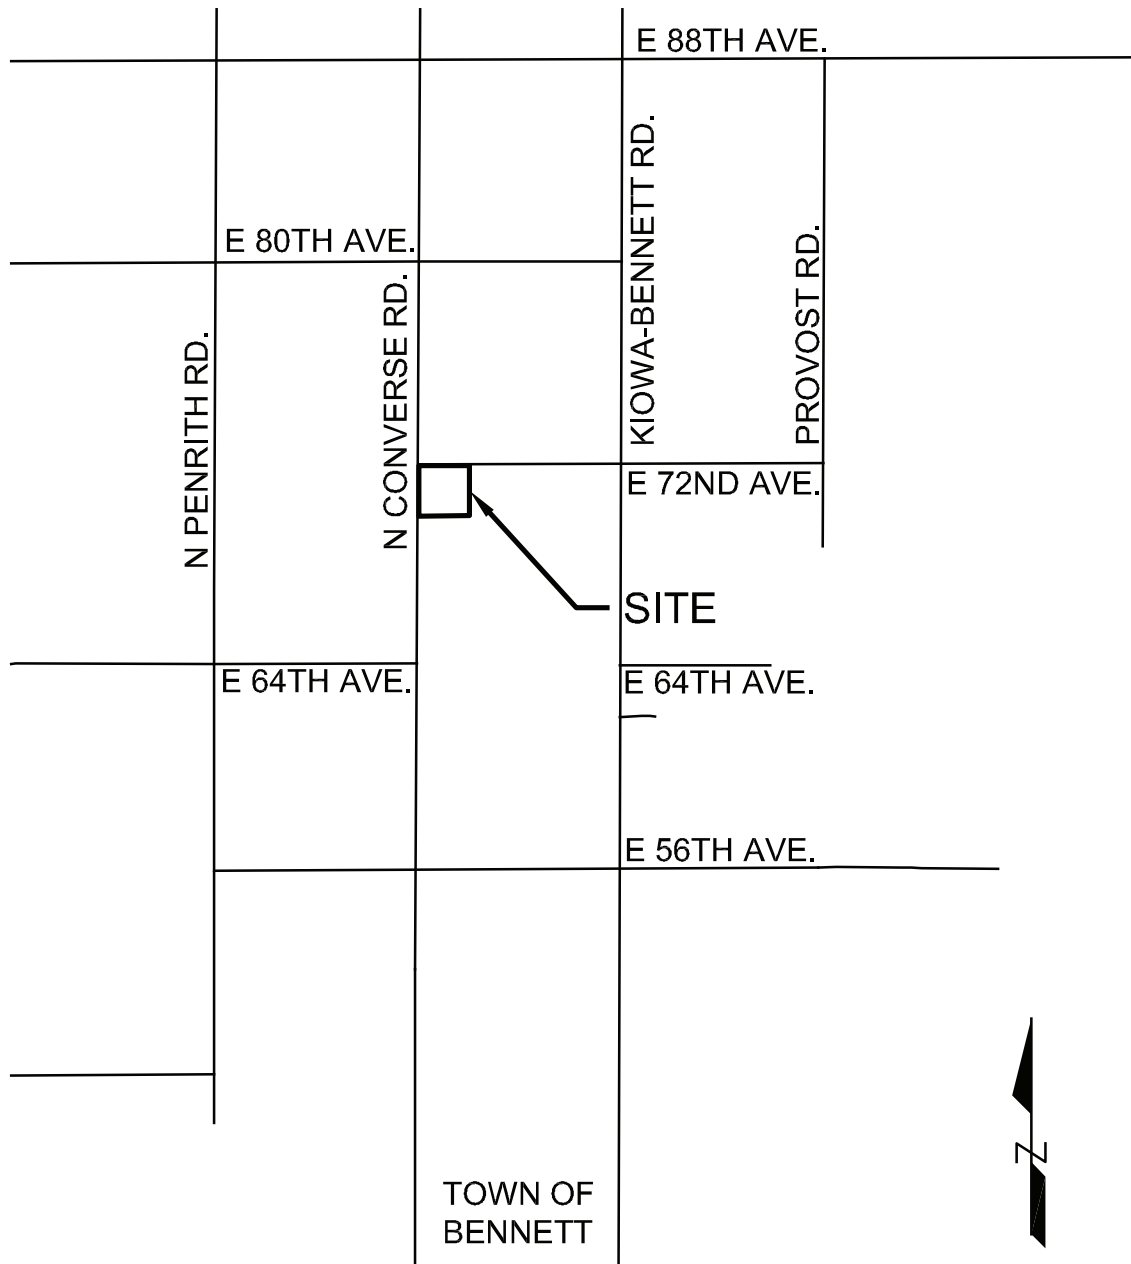 E 88TH AVE.
KIOWA-BENNETT RD.
E 80TH AVE.
PROVOST RD.
N CONVERSE RD.
N PENRITH RD.
E 72ND AVE.
SITE
E 64TH AVE.
E 64TH AVE.
E 56TH AVE.
N
TOWN OF
BENNETT